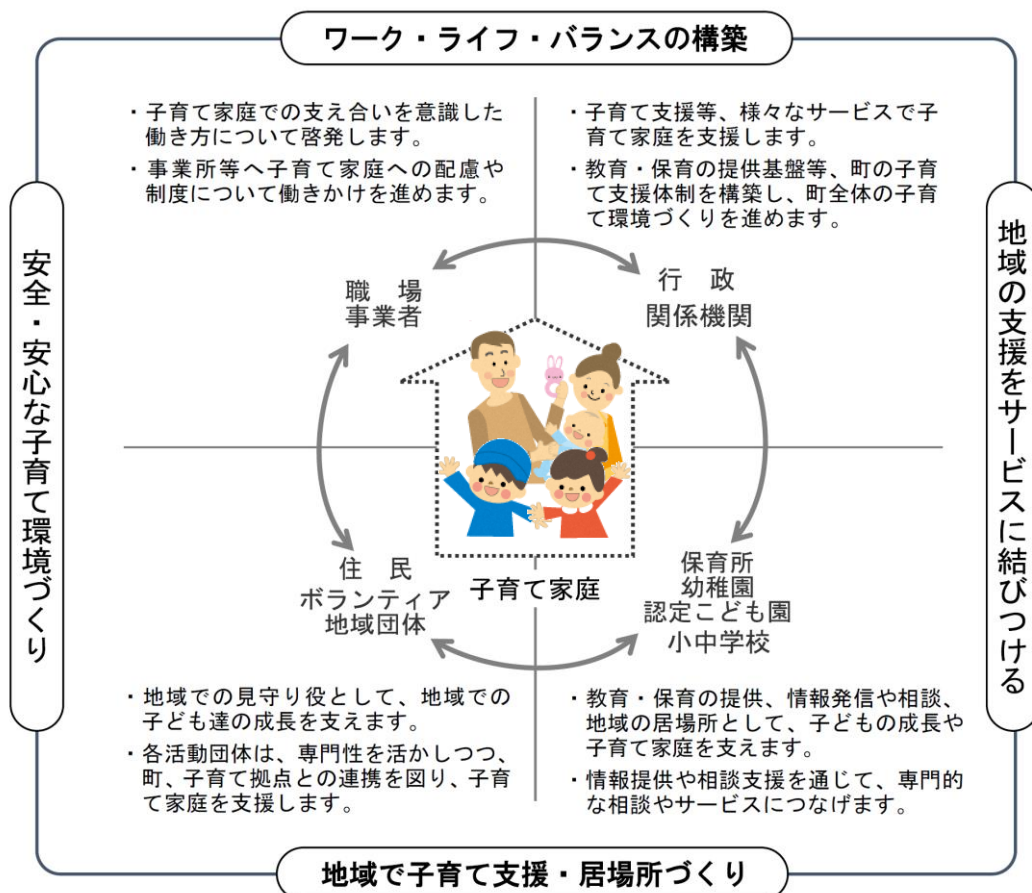 ワーク・ライフ・バランスの構築
・子育て家庭での支え合いを意識した
働き方について啓発します。
・事業所等へ子育て家庭への配慮や
制度について働きかけを進めます。
・子育て支援等、様々なサービスで子
育て家庭を支援します。
・教育・保育の提供基盤等、町の子育
て支援体制を構築し、町全体の子育
て環境づくりを進めます。
安全・安心な子育て環境づくり
地域の支援をサービスに結びつける
職　場
事業者
行　政
関係機関
住　民
ボランティア
地域団体
子育て家庭
保育所
幼稚園
認定こども園
小中学校
・地域での見守り役として、地域での
子ども達の成長を支えます。
・各活動団体は、専門性を活かしつつ、
町、子育て拠点との連携を図り、子育
て家庭を支援します。
・教育・保育の提供、情報発信や相談、
地域の居場所として、子どもの成長や
子育て家庭を支えます。
・情報提供や相談支援を通じて、専門的
な相談やサービスにつなげます。
地域で子育て支援・居場所づくり